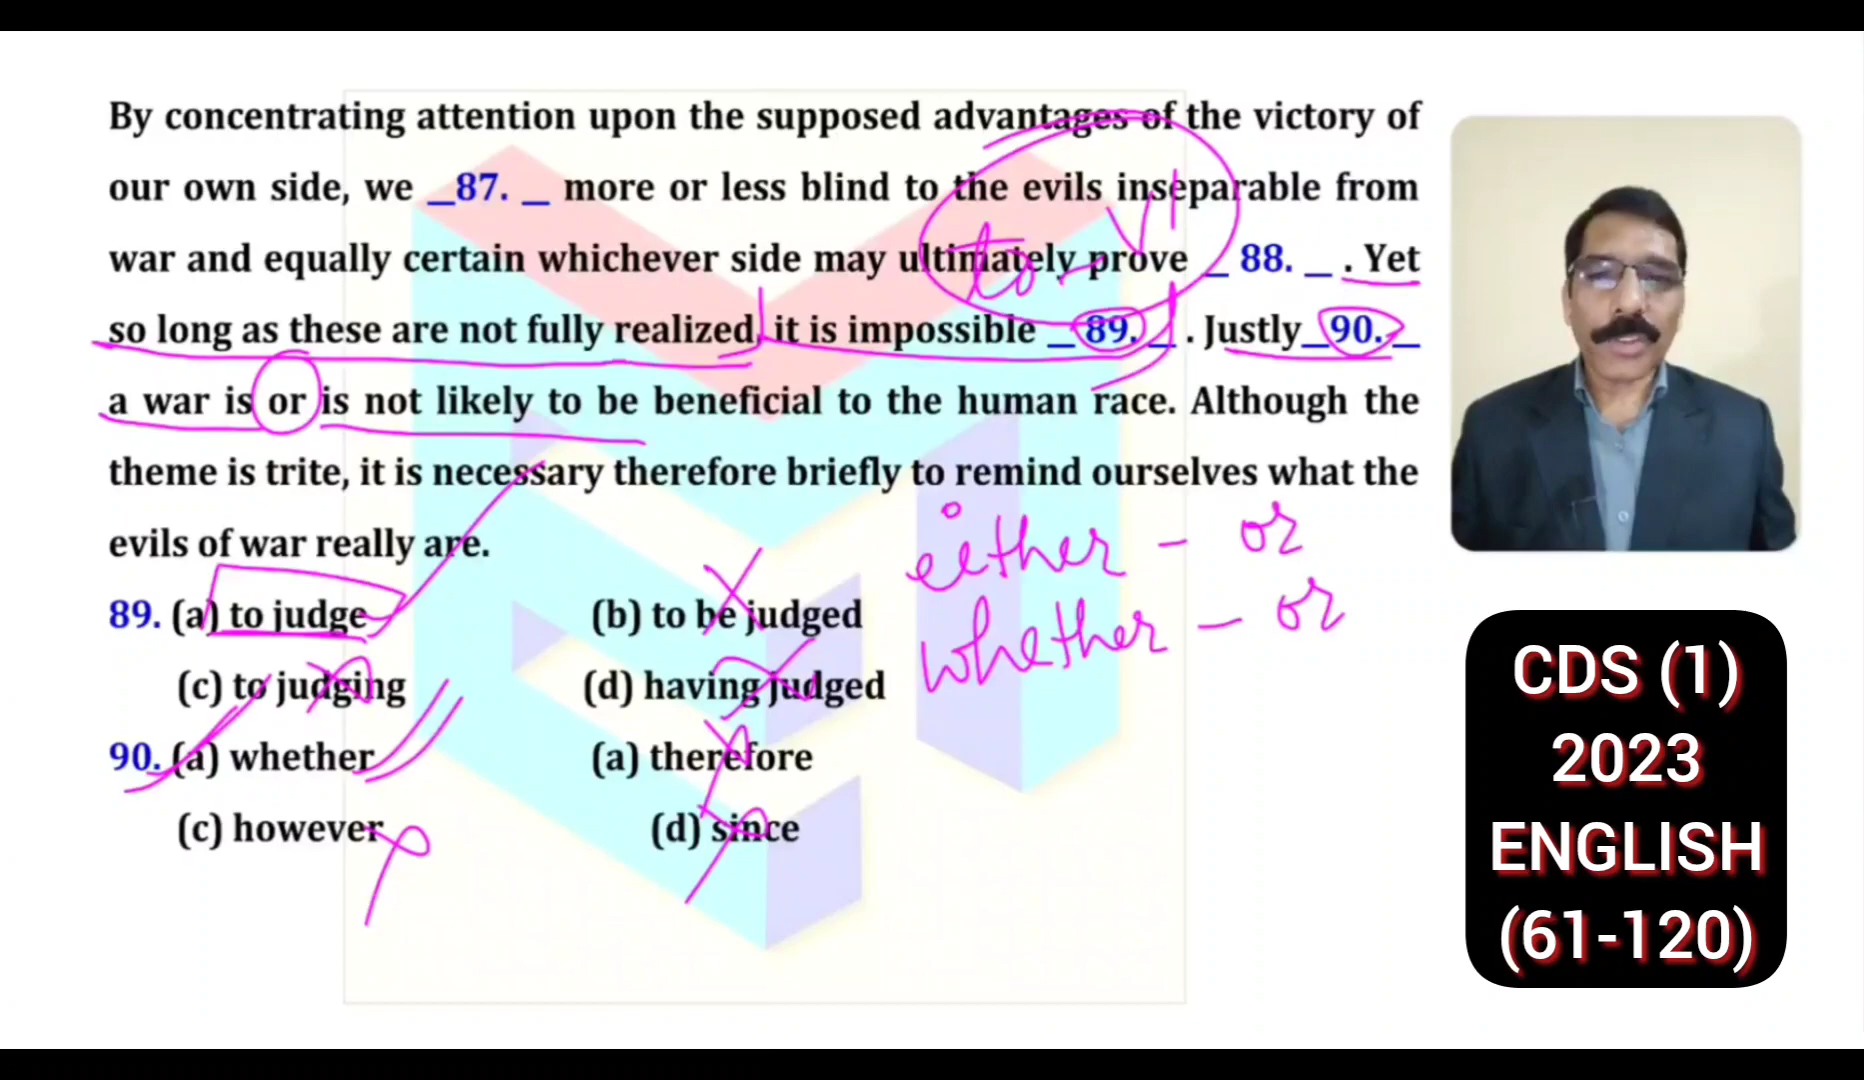 By concentrating attention upon the supposed advantages of the victory of
our own side, we _87. _ more or less blind to the evils inseparable from
war and equally certain whichever side may ultimately prove _ 88. _ . Yet
to - V1
so long as these are not fully realized, it is impossible _ 89. _ . Justly_90._
a war is or is not likely to be beneficial to the human race. Although the
theme is trite, it is necessary therefore briefly to remind ourselves what the
evils of war really are.
either - or
whether - or
89. (a) to judge (b) to be judged
(c) to judging (d) having judged
90. (a) whether (a) therefore
(c) however (d) since
CDS (1)
2023
ENGLISH
(61-120)